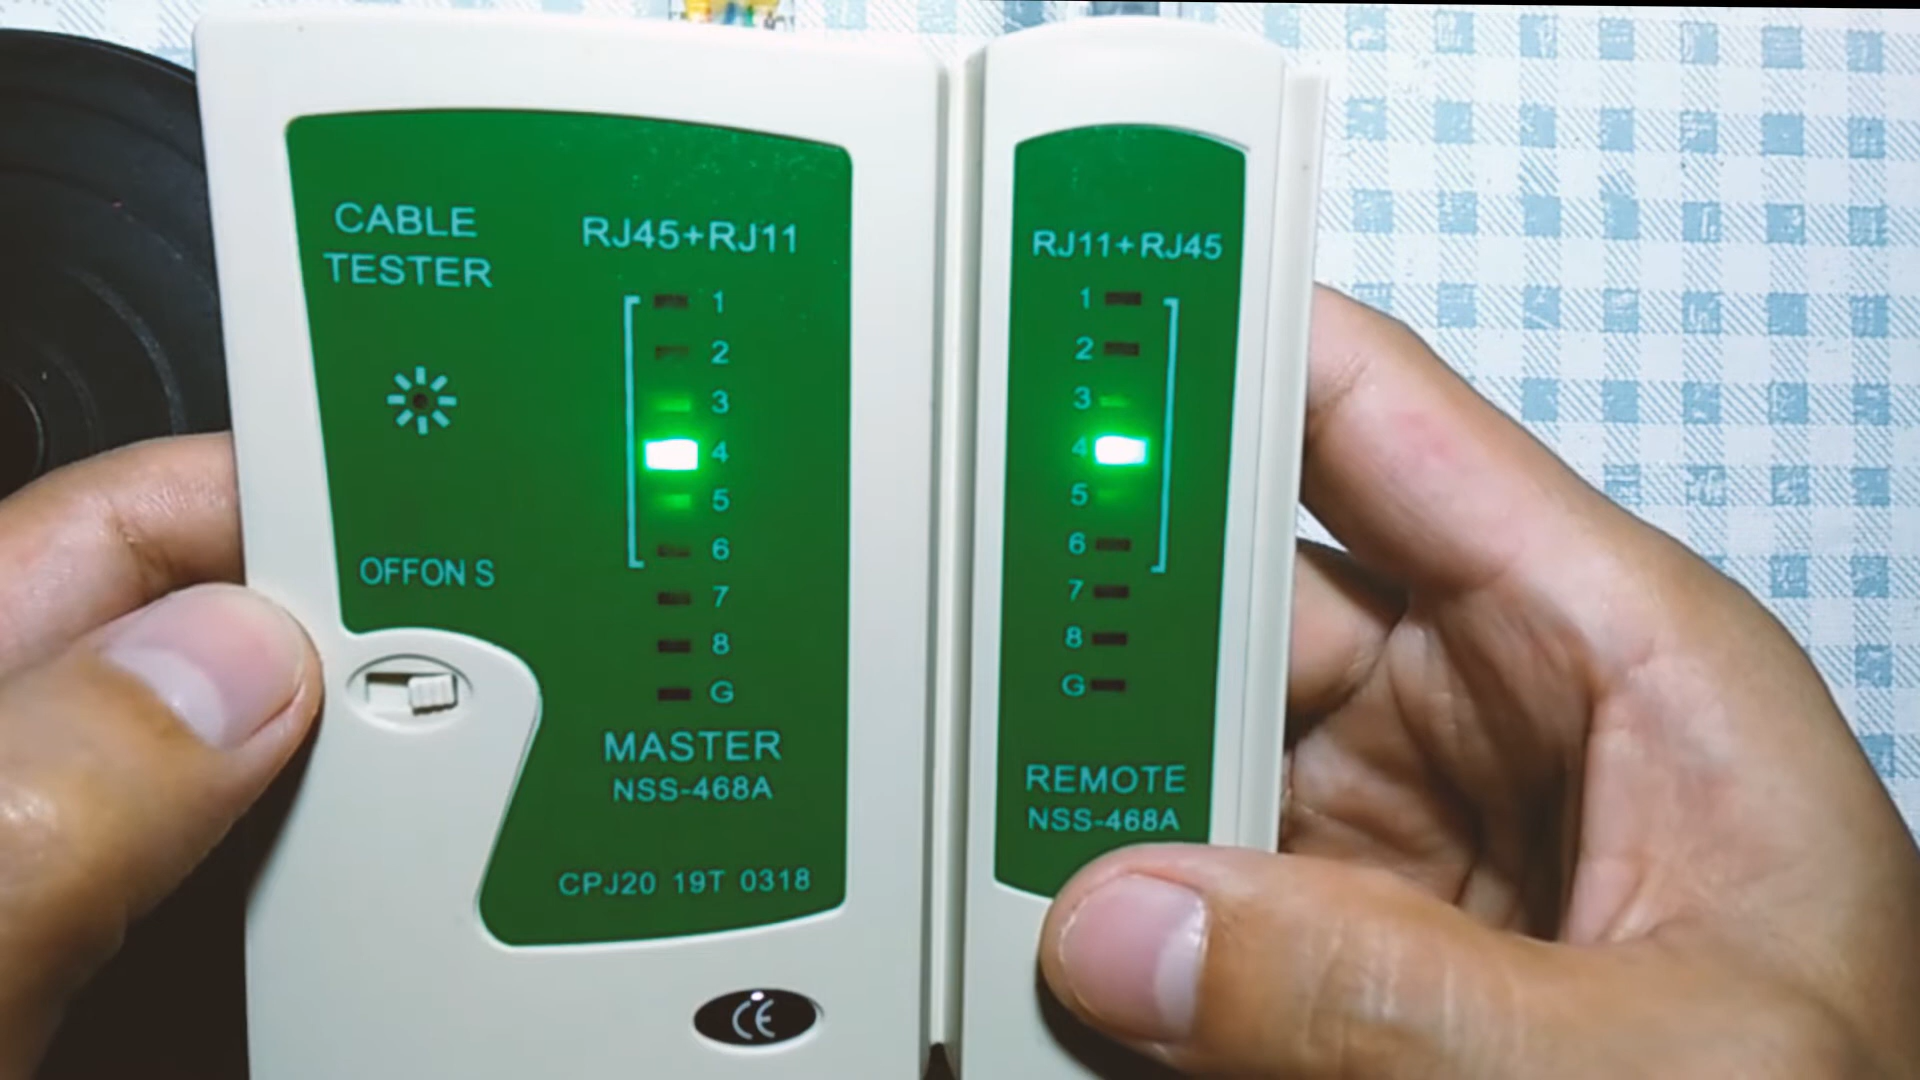 CABLE
TESTER
OFFON S
RJ45+RJ11
1
2
3
4
5
6
7
8
G
MASTER
NSS-468A
CPJ20 19T 0318
CE
RJ11+RJ45
1
2
3
4
5
6
7
8
G
REMOTE
NSS-468A